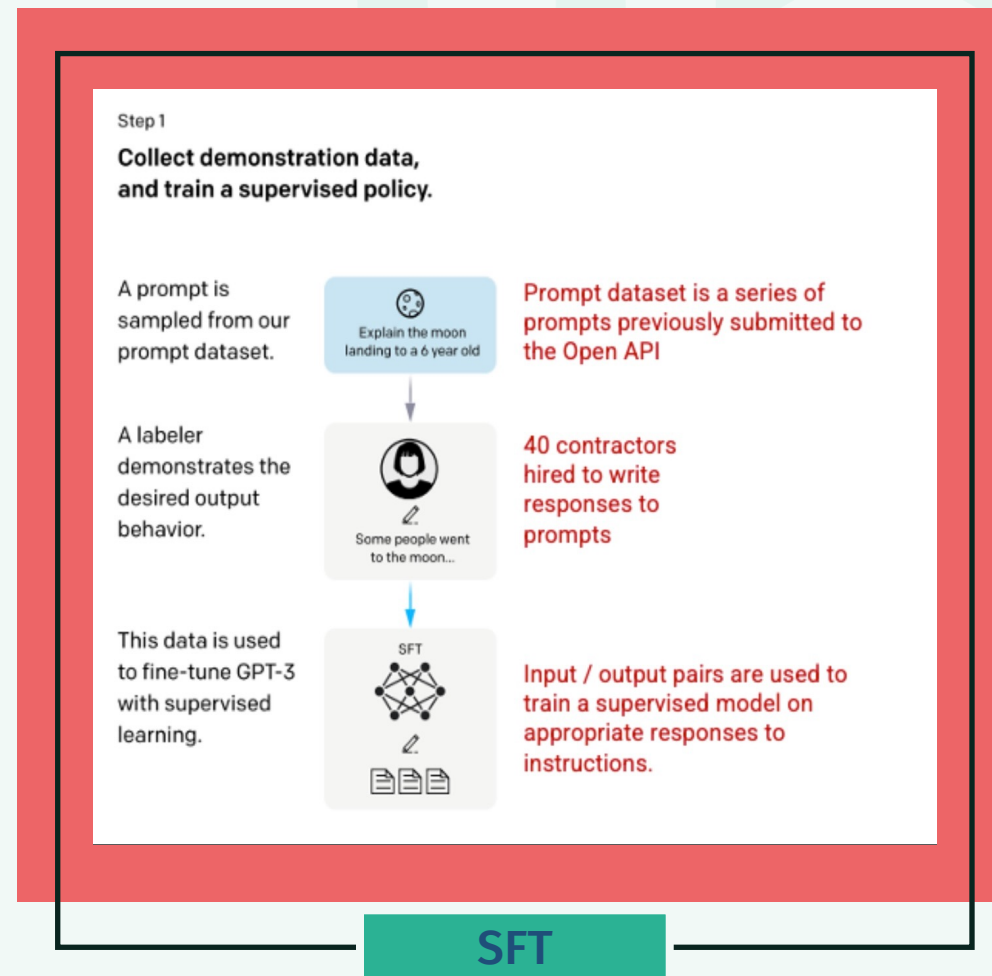 Step 1
Collect demonstration data,
and train a supervised policy.
A prompt is
sampled from our
prompt dataset.
Explain the moon
landing to a 6 year old
Prompt dataset is a series of
prompts previously submitted to
the Open API
A labeler
demonstrates the
desired output
behavior.
Some people went
to the moon...
40 contractors
hired to write
responses to
prompts
This data is used
to fine-tune GPT-3
with supervised
learning.
SFT
Input / output pairs are used to
train a supervised model on
appropriate responses to
instructions.
SFT